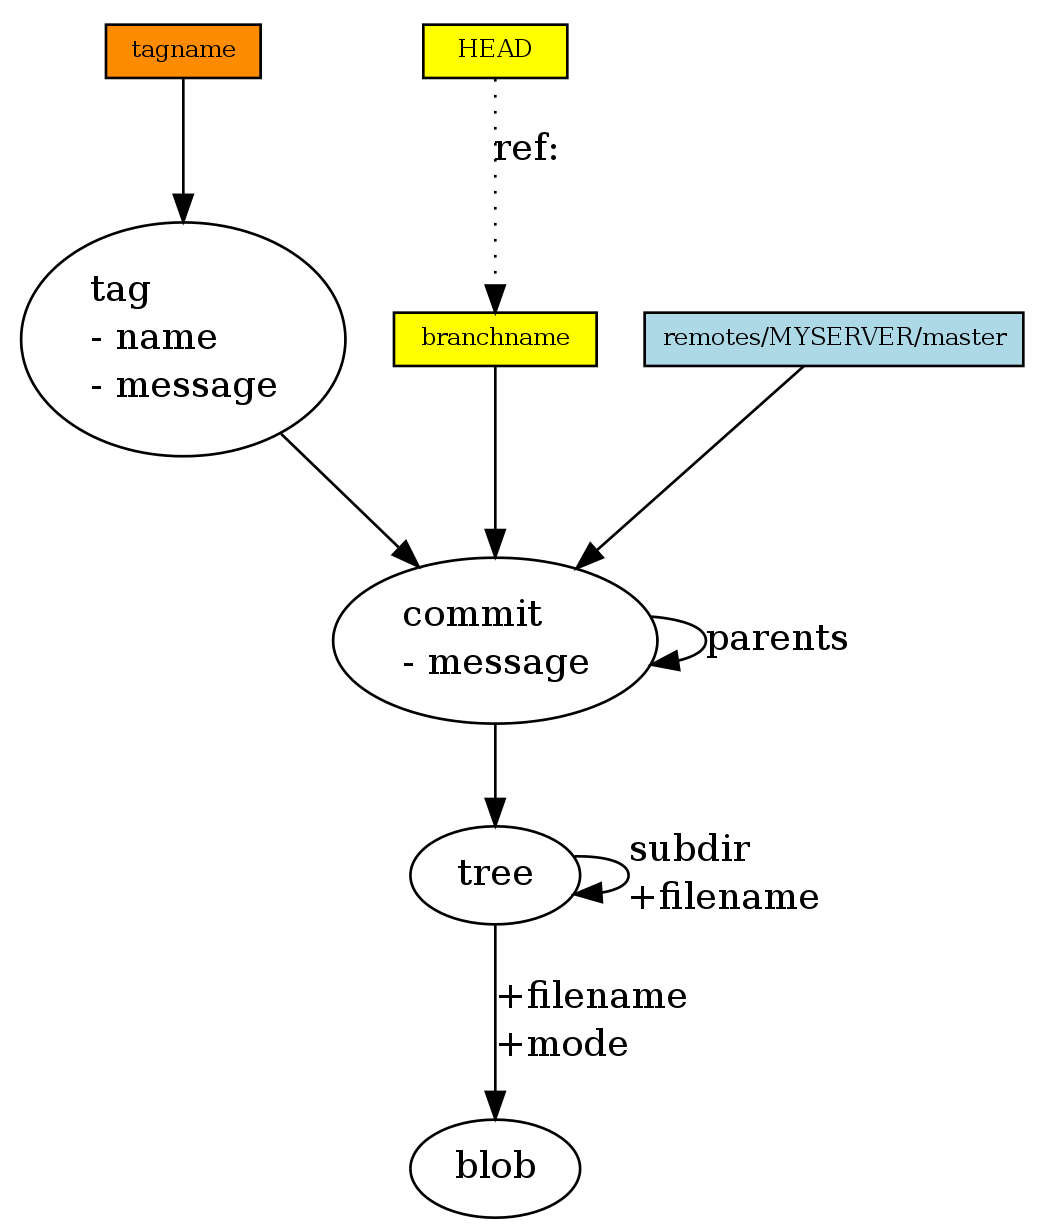 tagname
HEAD
ref:
tag
- name
- message
branchname
remotes/MYSERVER/master
commit
- message
parents
tree
subdir
+filename
+filename
+mode
blob